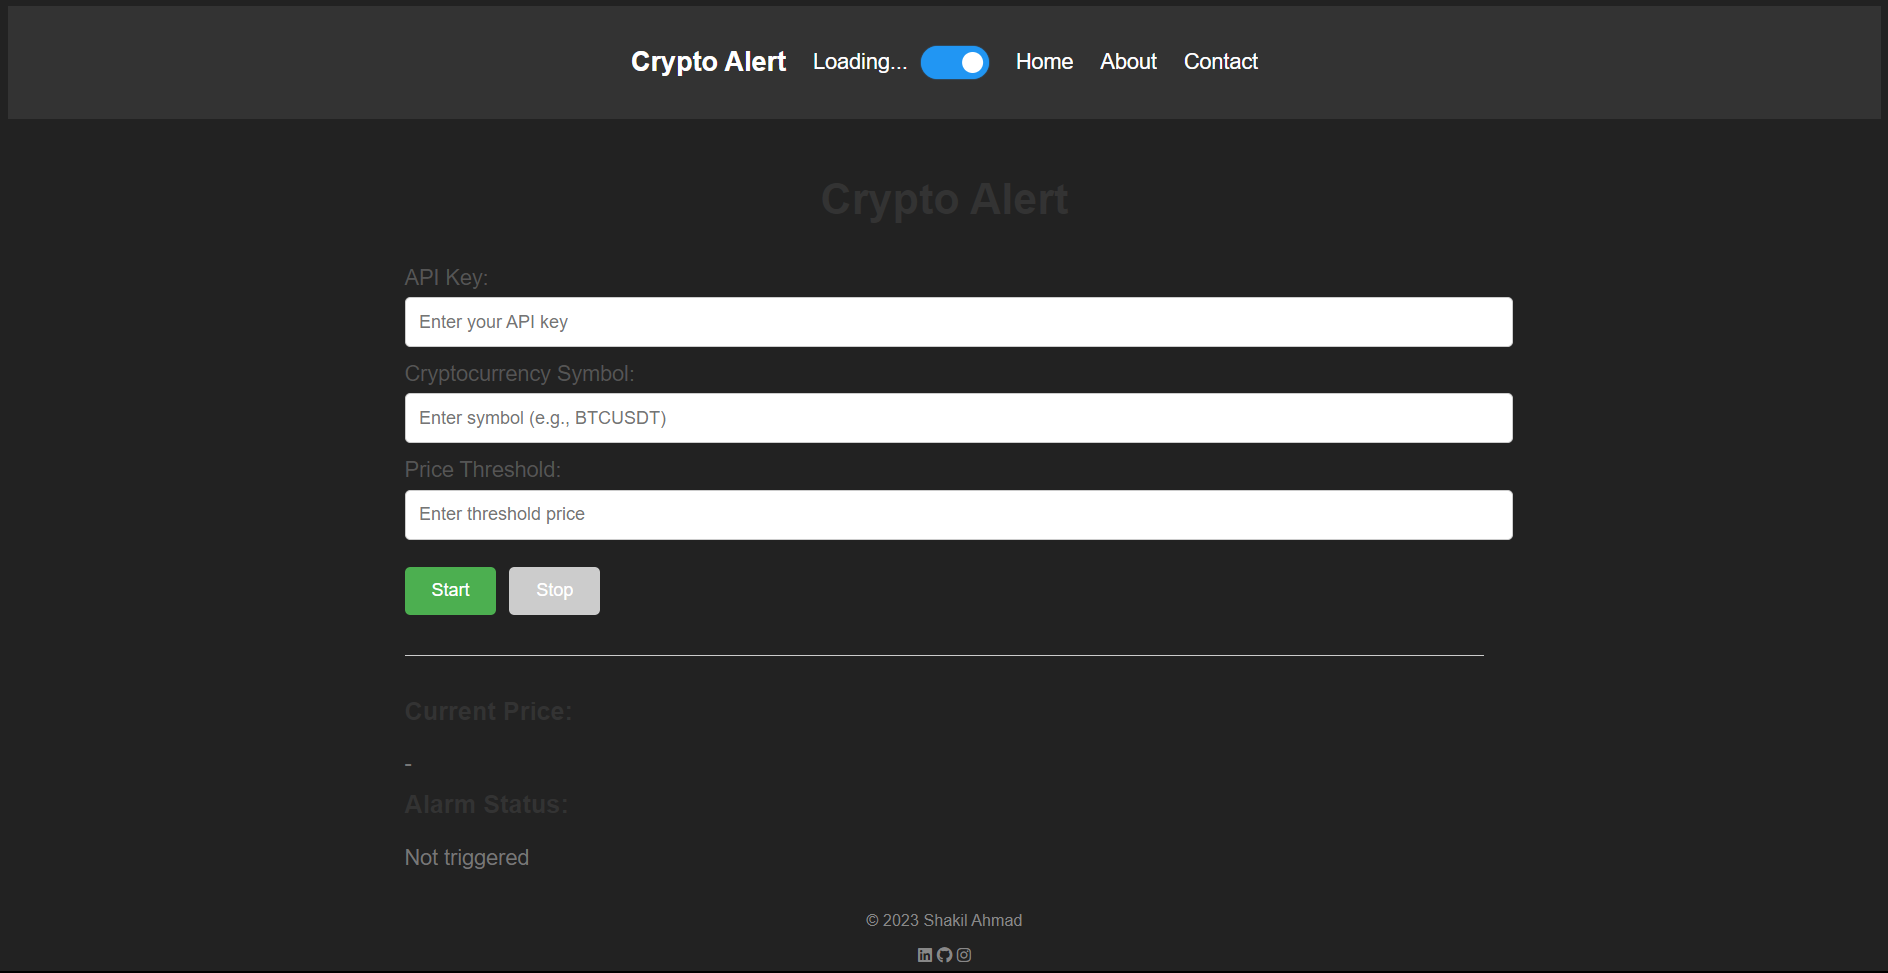 Crypto Alert Loading... Home About Contact
Crypto Alert
API Key:
Enter your API key
Cryptocurrency Symbol:
Enter symbol (e.g., BTCUSDT)
Price Threshold:
Enter threshold price
Start Stop
Current Price:
-
Alarm Status:
Not triggered
© 2023 Shakil Ahmad